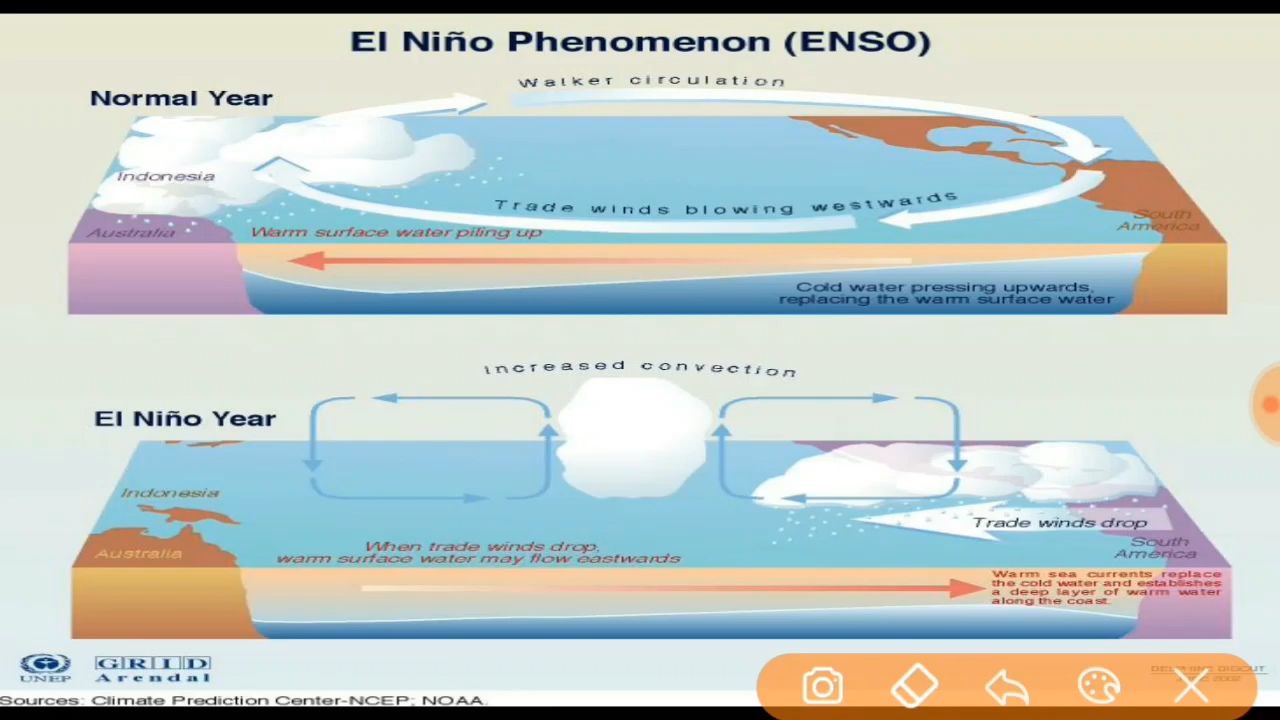 El Niño Phenomenon (ENSO)
Walker circulation
Normal Year
Indonesia
Trade winds blowing westwards
South
America
Australia
Warm surface water piling up
Cold water pressing upwards,
replacing the warm surface water
Increased convection
El Niño Year
Indonesia
Trade winds drop
Australia
When trade winds drop,
warm surface water may flow eastwards
South
America
Warm sea currents replace
the cold water and establishes
a deep layer of warm water
along the coast.
UNEP
GRID
Arendal
2002
Sources: Climate Prediction Center-NCEP; NOAA.